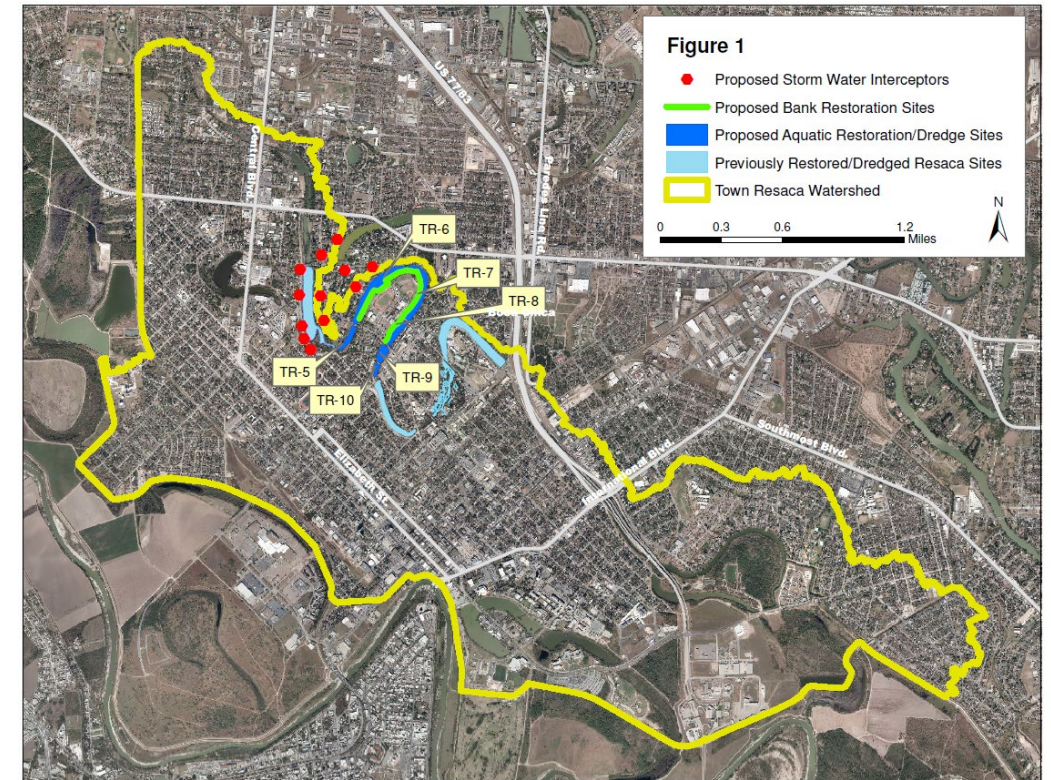 Figure 1
Proposed Storm Water Interceptors
Proposed Bank Restoration Sites
Proposed Aquatic Restoration/Dredge Sites
Previously Restored/Dredged Resaca Sites
Town Resaca Watershed
N
0 0.3 0.6 1.2
Miles
US 77/83
Central Blvd.
Paredes Line Rd.
TR-6
TR-7
TR-8
TR-5
TR-9
TR-10
Elizabeth St.
International Blvd.
Southmost Blvd.